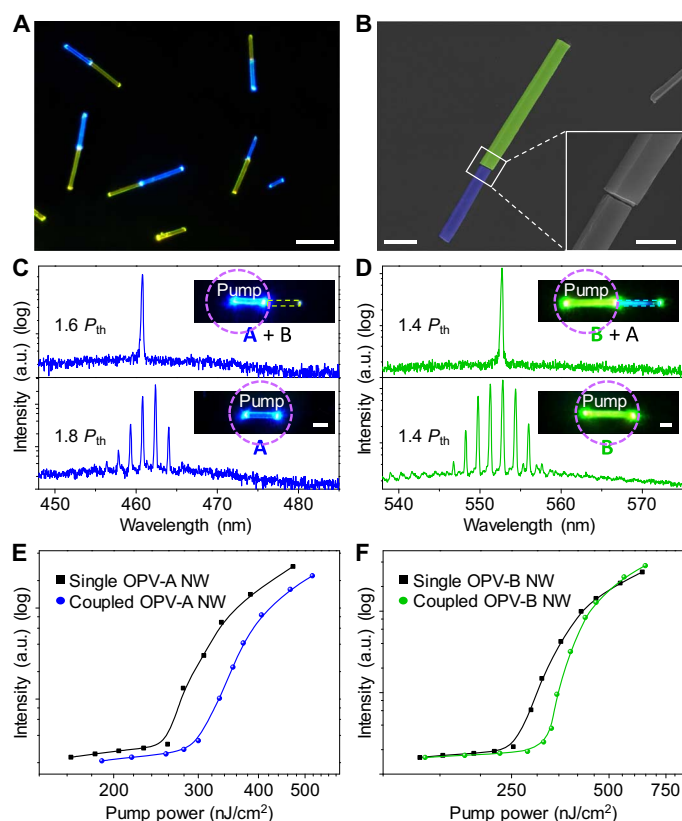 A
B
C
Intensity (a.u.) (log)
1.6 Pth
Pump
A + B
1.8 Pth
Pump
A
450 460 470 480
Wavelength (nm)
D
Intensity (a.u.) (log)
1.4 Pth
Pump
B + A
1.4 Pth
Pump
B
540 550 560 570
Wavelength (nm)
E
Intensity (a.u.) (log)
Single OPV-A NW
Coupled OPV-A NW
200 300 400 500
Pump power (nJ/cm²)
F
Intensity (a.u.) (log)
Single OPV-B NW
Coupled OPV-B NW
250 500 750
Pump power (nJ/cm²)